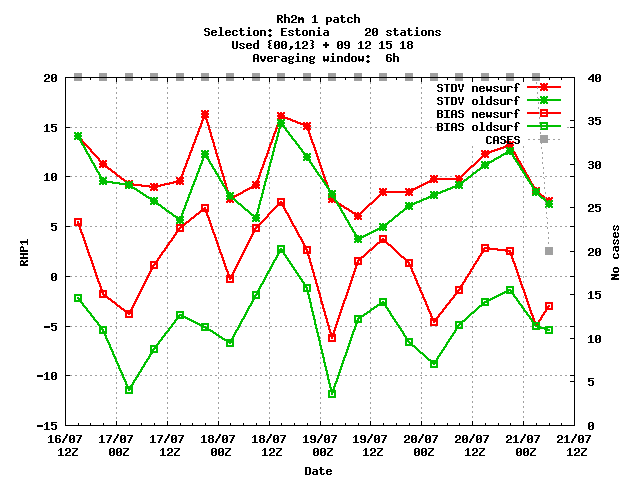 Rh2m 1 patch
Selection: Estonia 20 stations
Used {00,12} + 09 12 15 18
Averaging window: 6h
STDV newsurf
STDV oldsurf
BIAS newsurf
BIAS oldsurf
CASES
20
15
10
5
0
-5
-10
-15
RHP1
40
35
30
25
20
15
10
5
0
No cases
16/07 17/07 17/07 18/07 18/07 19/07 19/07 20/07 20/07 21/07 21/07
12Z 00Z 12Z 00Z 12Z 00Z 12Z 00Z 12Z 00Z 12Z
Date